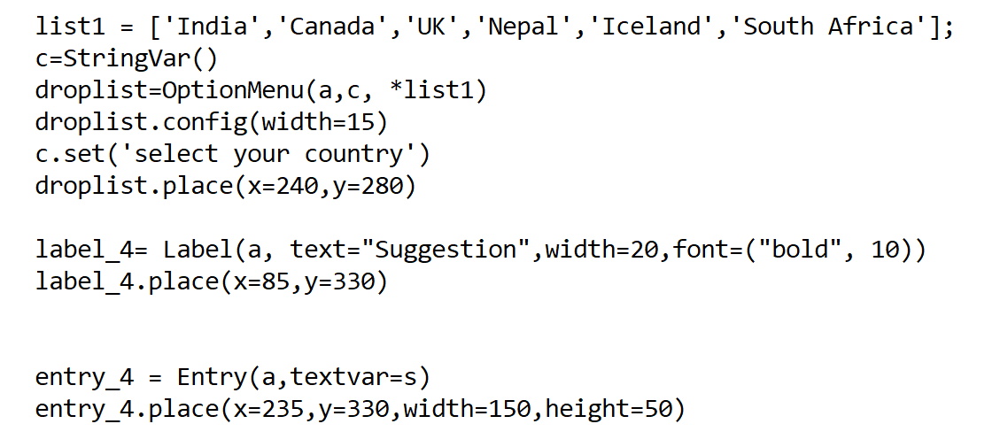 list1 = ['India','Canada','UK','Nepal','Iceland','South Africa'];
c=StringVar()
droplist=OptionMenu(a,c, *list1)
droplist.config(width=15)
c.set('select your country')
droplist.place(x=240,y=280)
label_4= Label(a, text="Suggestion",width=20,font=("bold", 10))
label_4.place(x=85,y=330)
entry_4 = Entry(a,textvar=s)
entry_4.place(x=235,y=330,width=150,height=50)